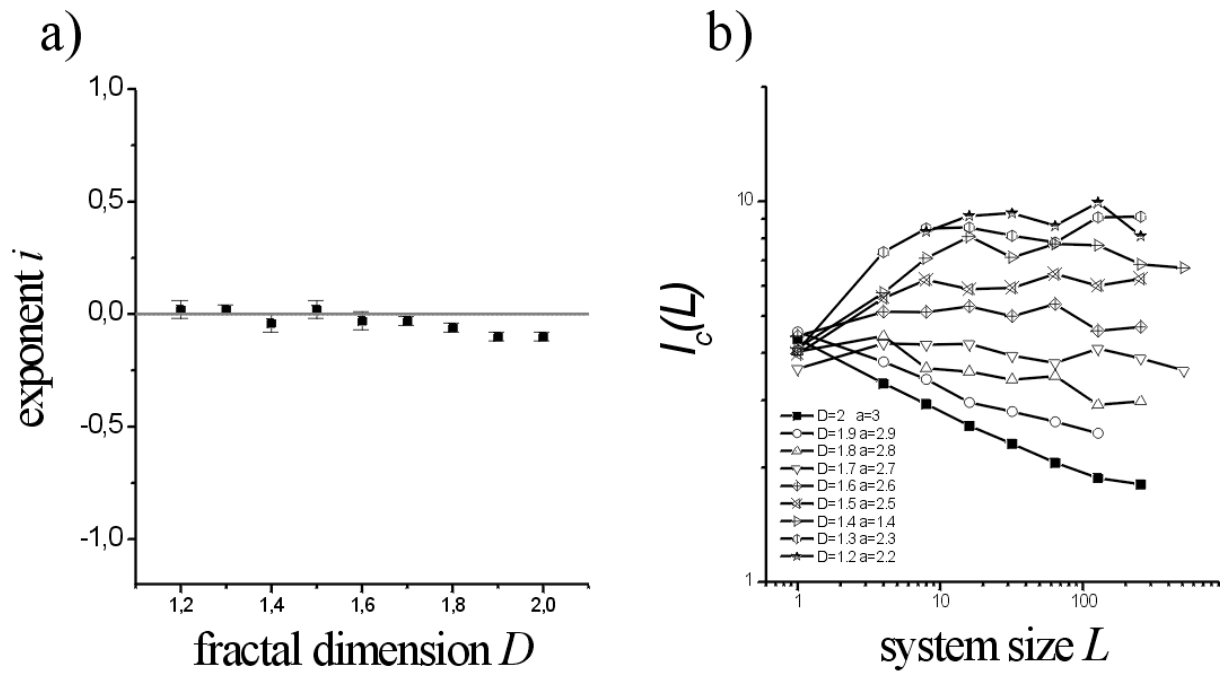 a)
1,0
0,5
0,0
-0,5
-1,0
exponent i
1,2
1,4
1,6
1,8
2,0
fractal dimension D
b)
10
1
I_c(L)
D=2 a=3
D=1.9 a=2.9
D=1.8 a=2.8
D=1.7 a=2.7
D=1.6 a=2.6
D=1.5 a=2.5
D=1.4 a=1.4
D=1.3 a=2.3
D=1.2 a=2.2
1
10
100
system size L